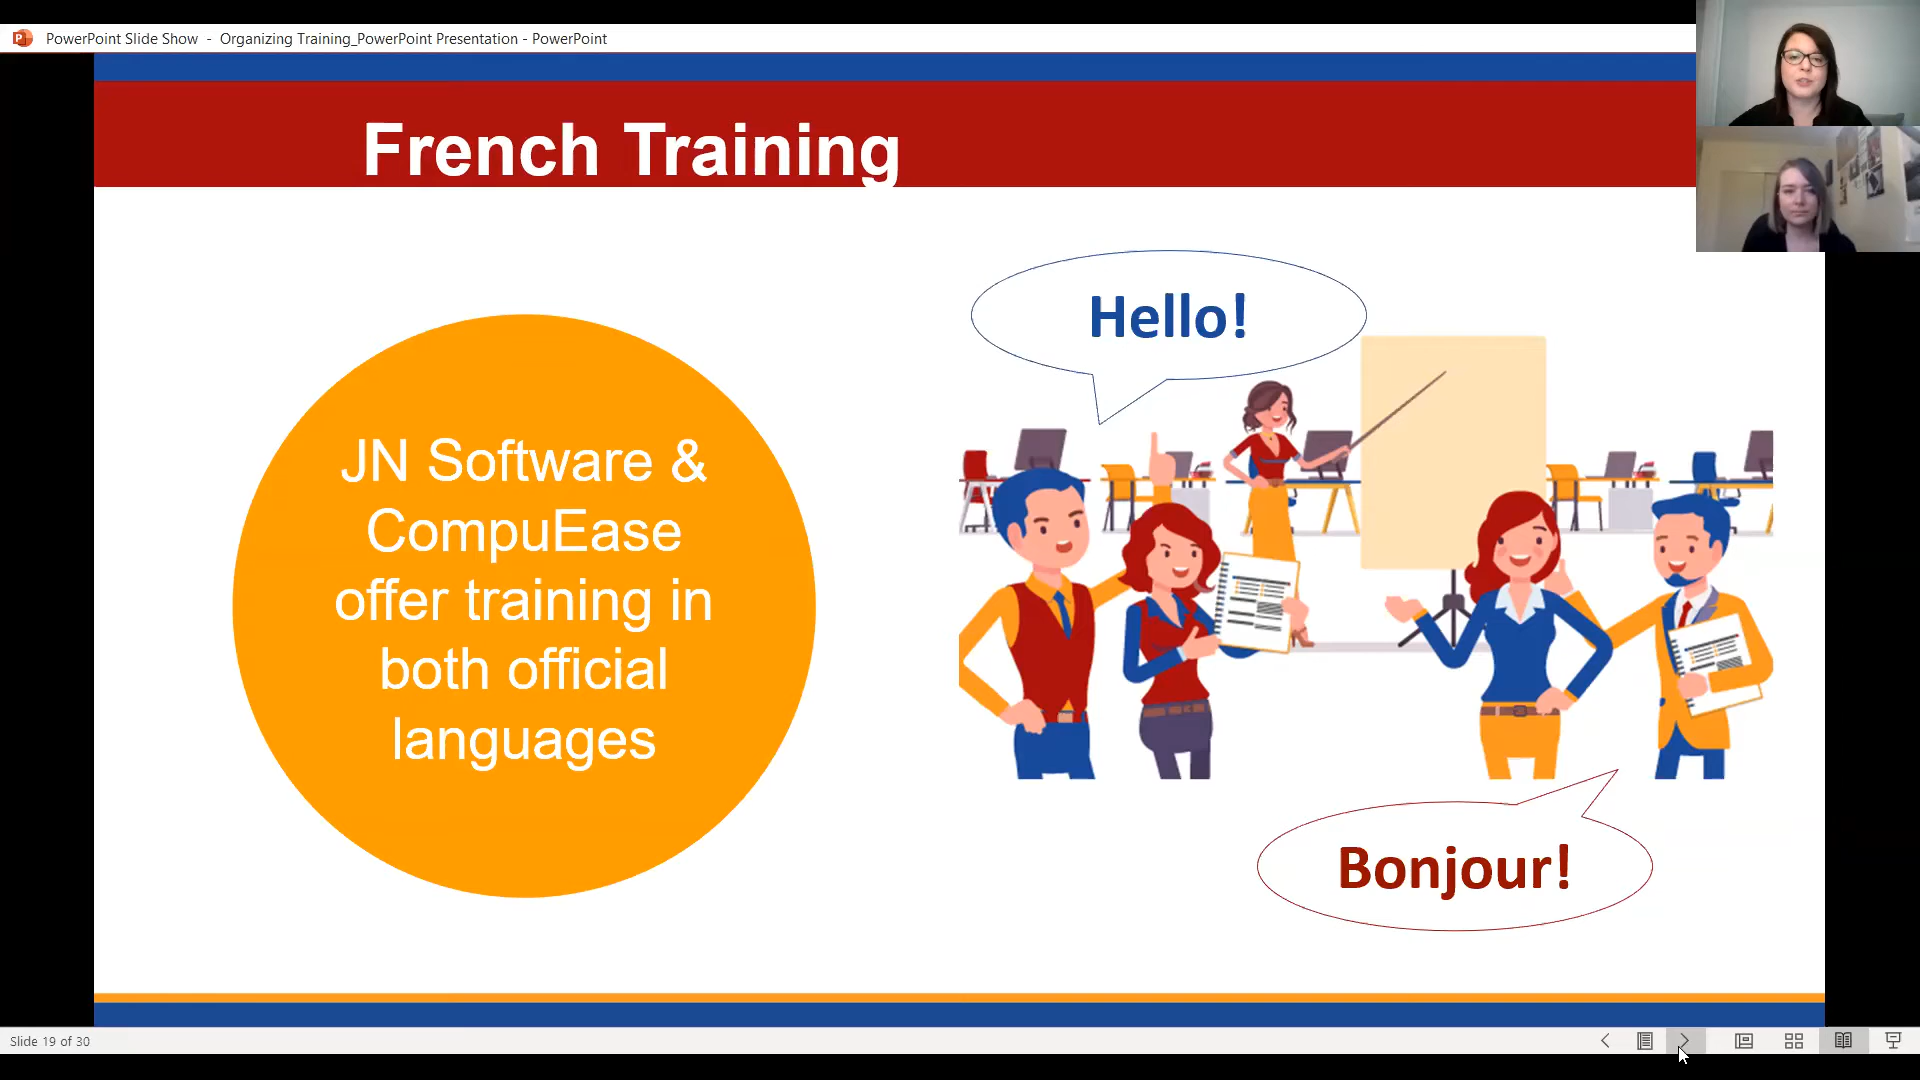 PowerPoint Slide Show - Organizing Training_PowerPoint Presentation - PowerPoint
French Training
Hello!
JN Software &
CompuEase
offer training in
both official
languages
Bonjour!
Slide 19 of 30